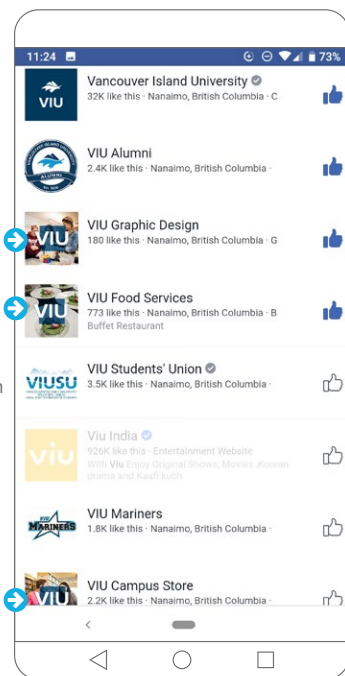 11:24
73%
VIU
Vancouver Island University
32K like this · Nanaimo, British Columbia · C
ALUMNI
VIU Alumni
2.4K like this · Nanaimo, British Columbia ·
VIU
VIU Graphic Design
180 like this · Nanaimo, British Columbia · G
VIU
VIU Food Services
773 like this · Nanaimo, British Columbia · B
Buffet Restaurant
n
VIUSU
VIU Students' Union
3.5K like this · Nanaimo, British Columbia ·
viu
Viu India
926K like this · Entertainment Website
With Viu Enjoy Original Shows, Movies ,Korean
drama and Kaafi kuch
VIU
MARINERS
VIU Mariners
1.8K like this · Nanaimo, British Columbia ·
VIU
VIU Campus Store
2.2K like this · Nanaimo, British Columbia ·